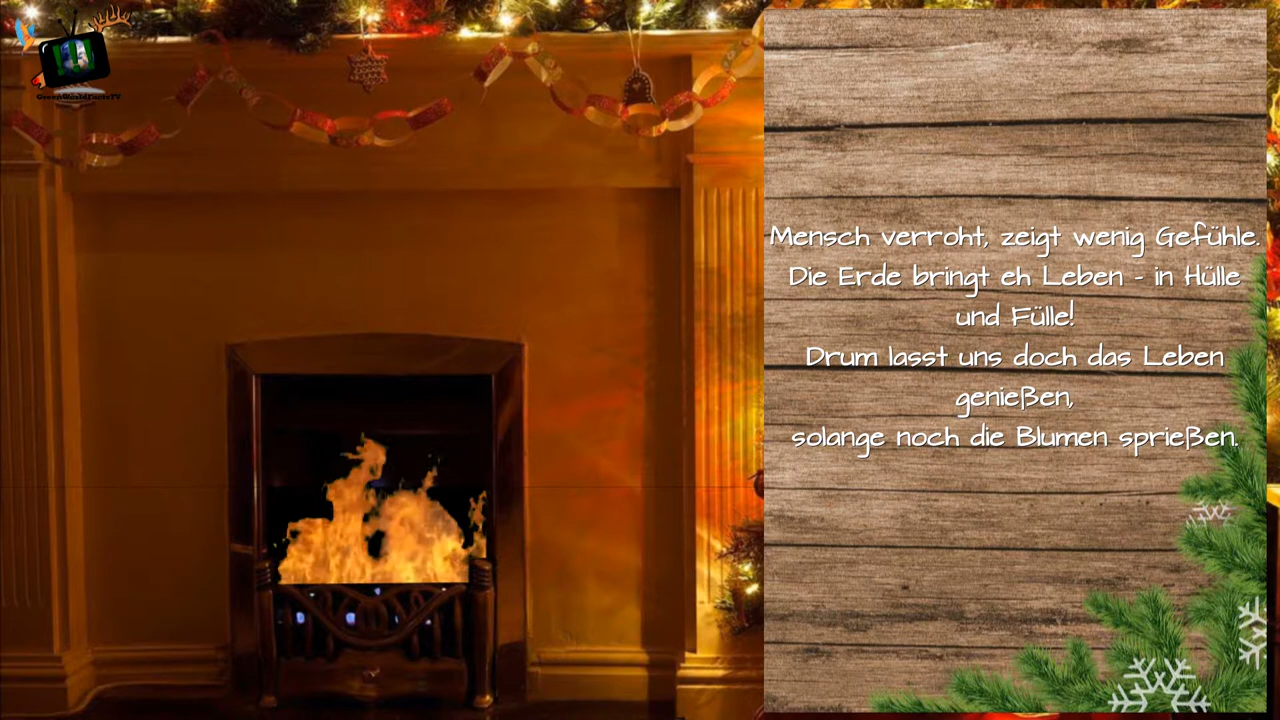 GreenWorldFactsTV
Mensch verroht, zeigt wenig Gefühle.
Die Erde bringt eh Leben - in Hülle
und Fülle!
Drum lasst uns doch das Leben
genießen,
solange noch die Blumen sprießen.